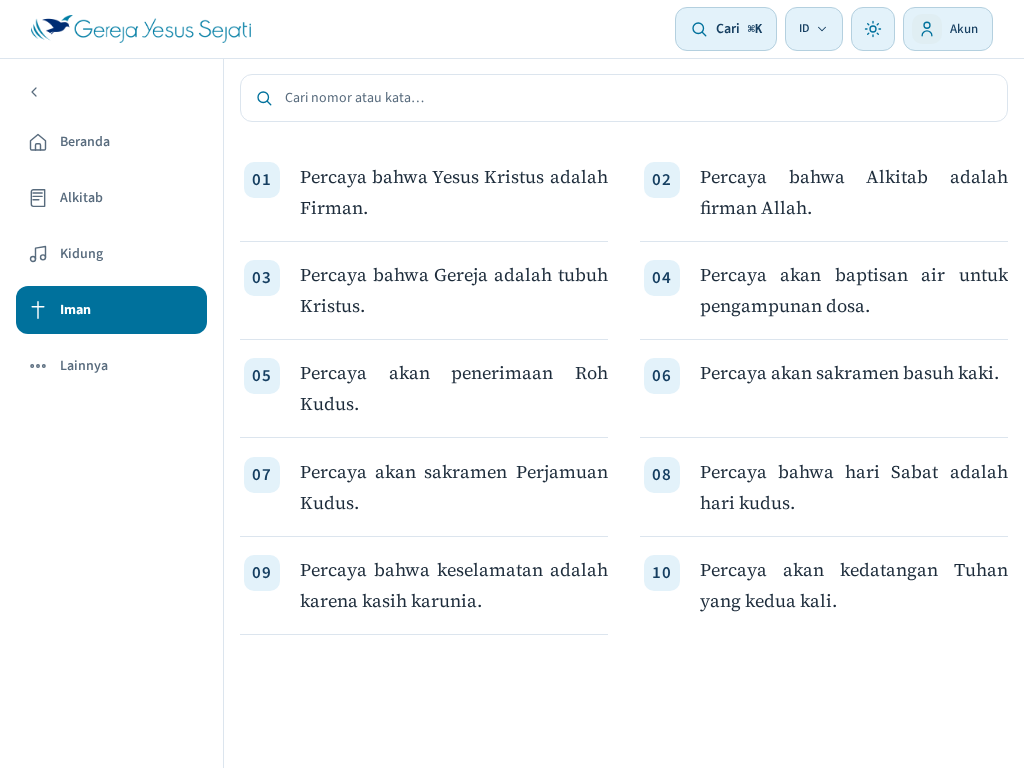 Gereja Yesus Sejati
Cari ⌘K
ID
Akun
Beranda
Alkitab
Kidung
Iman
Lainnya
Cari nomor atau kata…
01
Percaya bahwa Yesus Kristus adalah
Firman.
02
Percaya bahwa Alkitab adalah
firman Allah.
03
Percaya bahwa Gereja adalah tubuh
Kristus.
04
Percaya akan baptisan air untuk
pengampunan dosa.
05
Percaya akan penerimaan Roh
Kudus.
06
Percaya akan sakramen basuh kaki.
07
Percaya akan sakramen Perjamuan
Kudus.
08
Percaya bahwa hari Sabat adalah
hari kudus.
09
Percaya bahwa keselamatan adalah
karena kasih karunia.
10
Percaya akan kedatangan Tuhan
yang kedua kali.